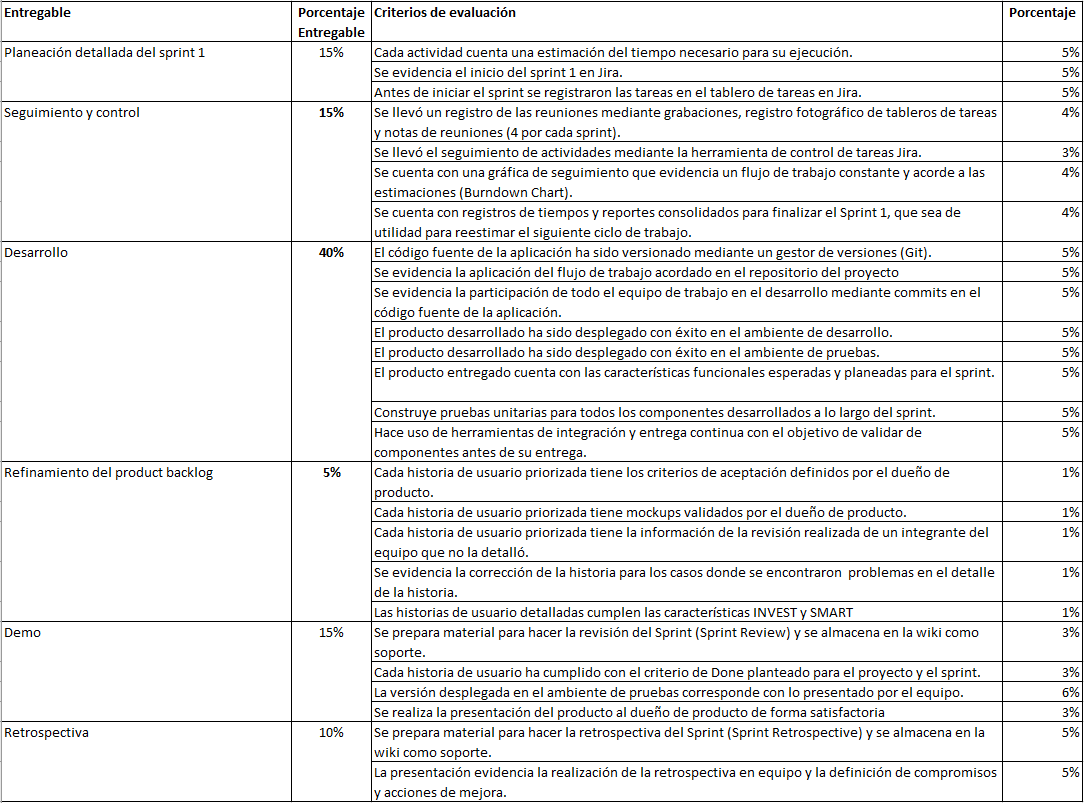 Entregable Porcentaje Entregable Criterios de evaluación Porcentaje
Planeación detallada del sprint 1 15% Cada actividad cuenta una estimación del tiempo necesario para su ejecución. 5%
Se evidencia el inicio del sprint 1 en Jira. 5%
Antes de iniciar el sprint se registraron las tareas en el tablero de tareas en Jira. 5%
Seguimiento y control 15% Se llevó un registro de las reuniones mediante grabaciones, registro fotográfico de tableros de tareas 4%
y notas de reuniones (4 por cada sprint).
Se llevó el seguimiento de actividades mediante la herramienta de control de tareas Jira. 3%
Se cuenta con una gráfica de seguimiento que evidencia un flujo de trabajo constante y acorde a las 4%
estimaciones (Burndown Chart).
Se cuenta con registros de tiempos y reportes consolidados para finalizar el Sprint 1, que sea de 4%
utilidad para reestimar el siguiente ciclo de trabajo.
Desarrollo 40% El código fuente de la aplicación ha sido versionado mediante un gestor de versiones (Git). 5%
Se evidencia la aplicación del flujo de trabajo acordado en el repositorio del proyecto 5%
Se evidencia la participación de todo el equipo de trabajo en el desarrollo mediante commits en el 5%
código fuente de la aplicación.
El producto desarrollado ha sido desplegado con éxito en el ambiente de desarrollo. 5%
El producto desarrollado ha sido desplegado con éxito en el ambiente de pruebas. 5%
El producto entregado cuenta con las características funcionales esperadas y planeadas para el sprint. 5%
Construye pruebas unitarias para todos los componentes desarrollados a lo largo del sprint. 5%
Hace uso de herramientas de integración y entrega continua con el objetivo de validar de 5%
componentes antes de su entrega.
Refinamiento del product backlog 5% Cada historia de usuario priorizada tiene los criterios de aceptación definidos por el dueño de 1%
producto.
Cada historia de usuario priorizada tiene mockups validados por el dueño de producto. 1%
Cada historia de usuario priorizada tiene la información de la revisión realizada de un integrante del 1%
equipo que no la detalló.
Se evidencia la corrección de la historia para los casos donde se encontraron  problemas en el detalle 1%
de la historia.
Las historias de usuario detalladas cumplen las características INVEST y SMART 1%
Demo 15% Se prepara material para hacer la revisión del Sprint (Sprint Review) y se almacena en la wiki como 3%
soporte.
Cada historia de usuario ha cumplido con el criterio de Done planteado para el proyecto y el sprint. 3%
La versión desplegada en el ambiente de pruebas corresponde con lo presentado por el equipo. 6%
Se realiza la presentación del producto al dueño de producto de forma satisfactoria 3%
Retrospectiva 10% Se prepara material para hacer la retrospectiva del Sprint (Sprint Retrospective) y se almacena en la 5%
wiki como soporte.
La presentación evidencia la realización de la retrospectiva en equipo y la definición de compromisos 5%
y acciones de mejora.